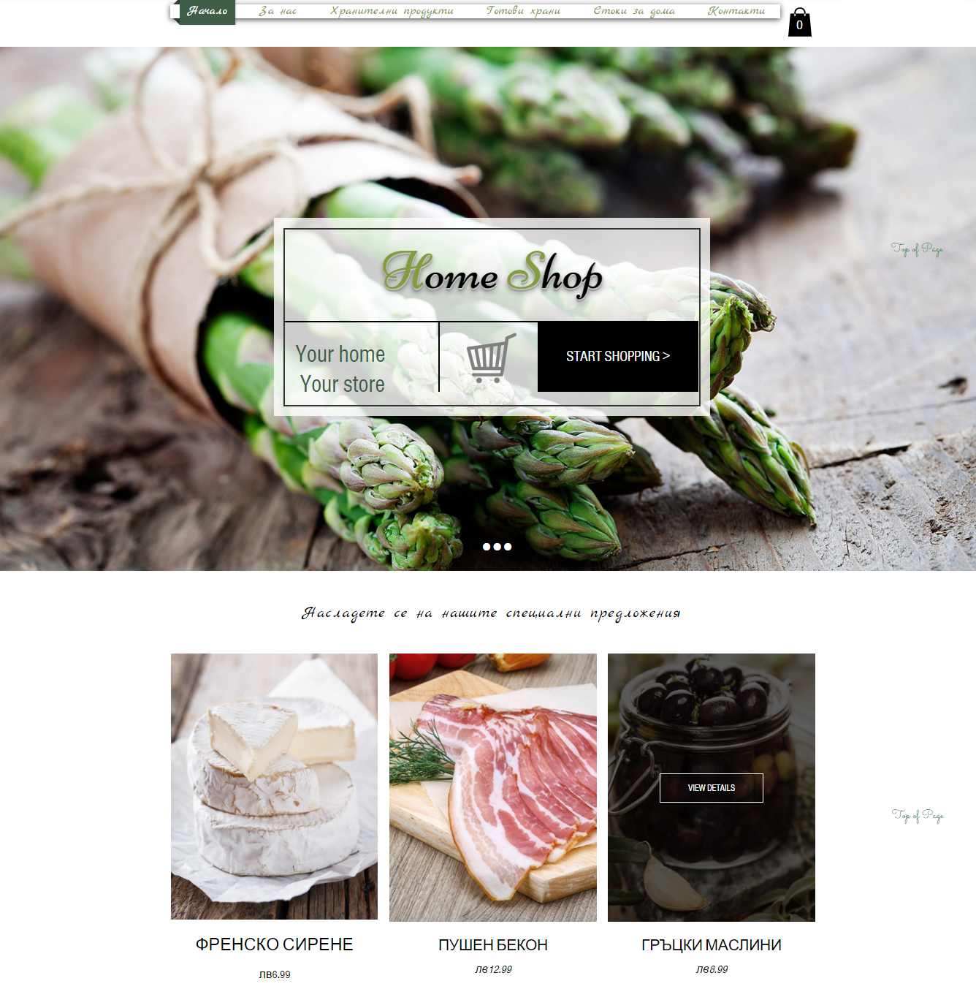 Начало За нас Хранителни продукти Готови храни Стоки за дома Контакти
0
Top of Page
Home Shop
Your home
Your store
START SHOPPING >
Насладете се на нашите специални предложения
VIEW DETAILS
Top of Page
ФРЕНСКО СИРЕНЕ ПУШЕН БЕКОН ГРЪЦКИ МАСЛИНИ
лв6.99 лв12.99 лв8.99